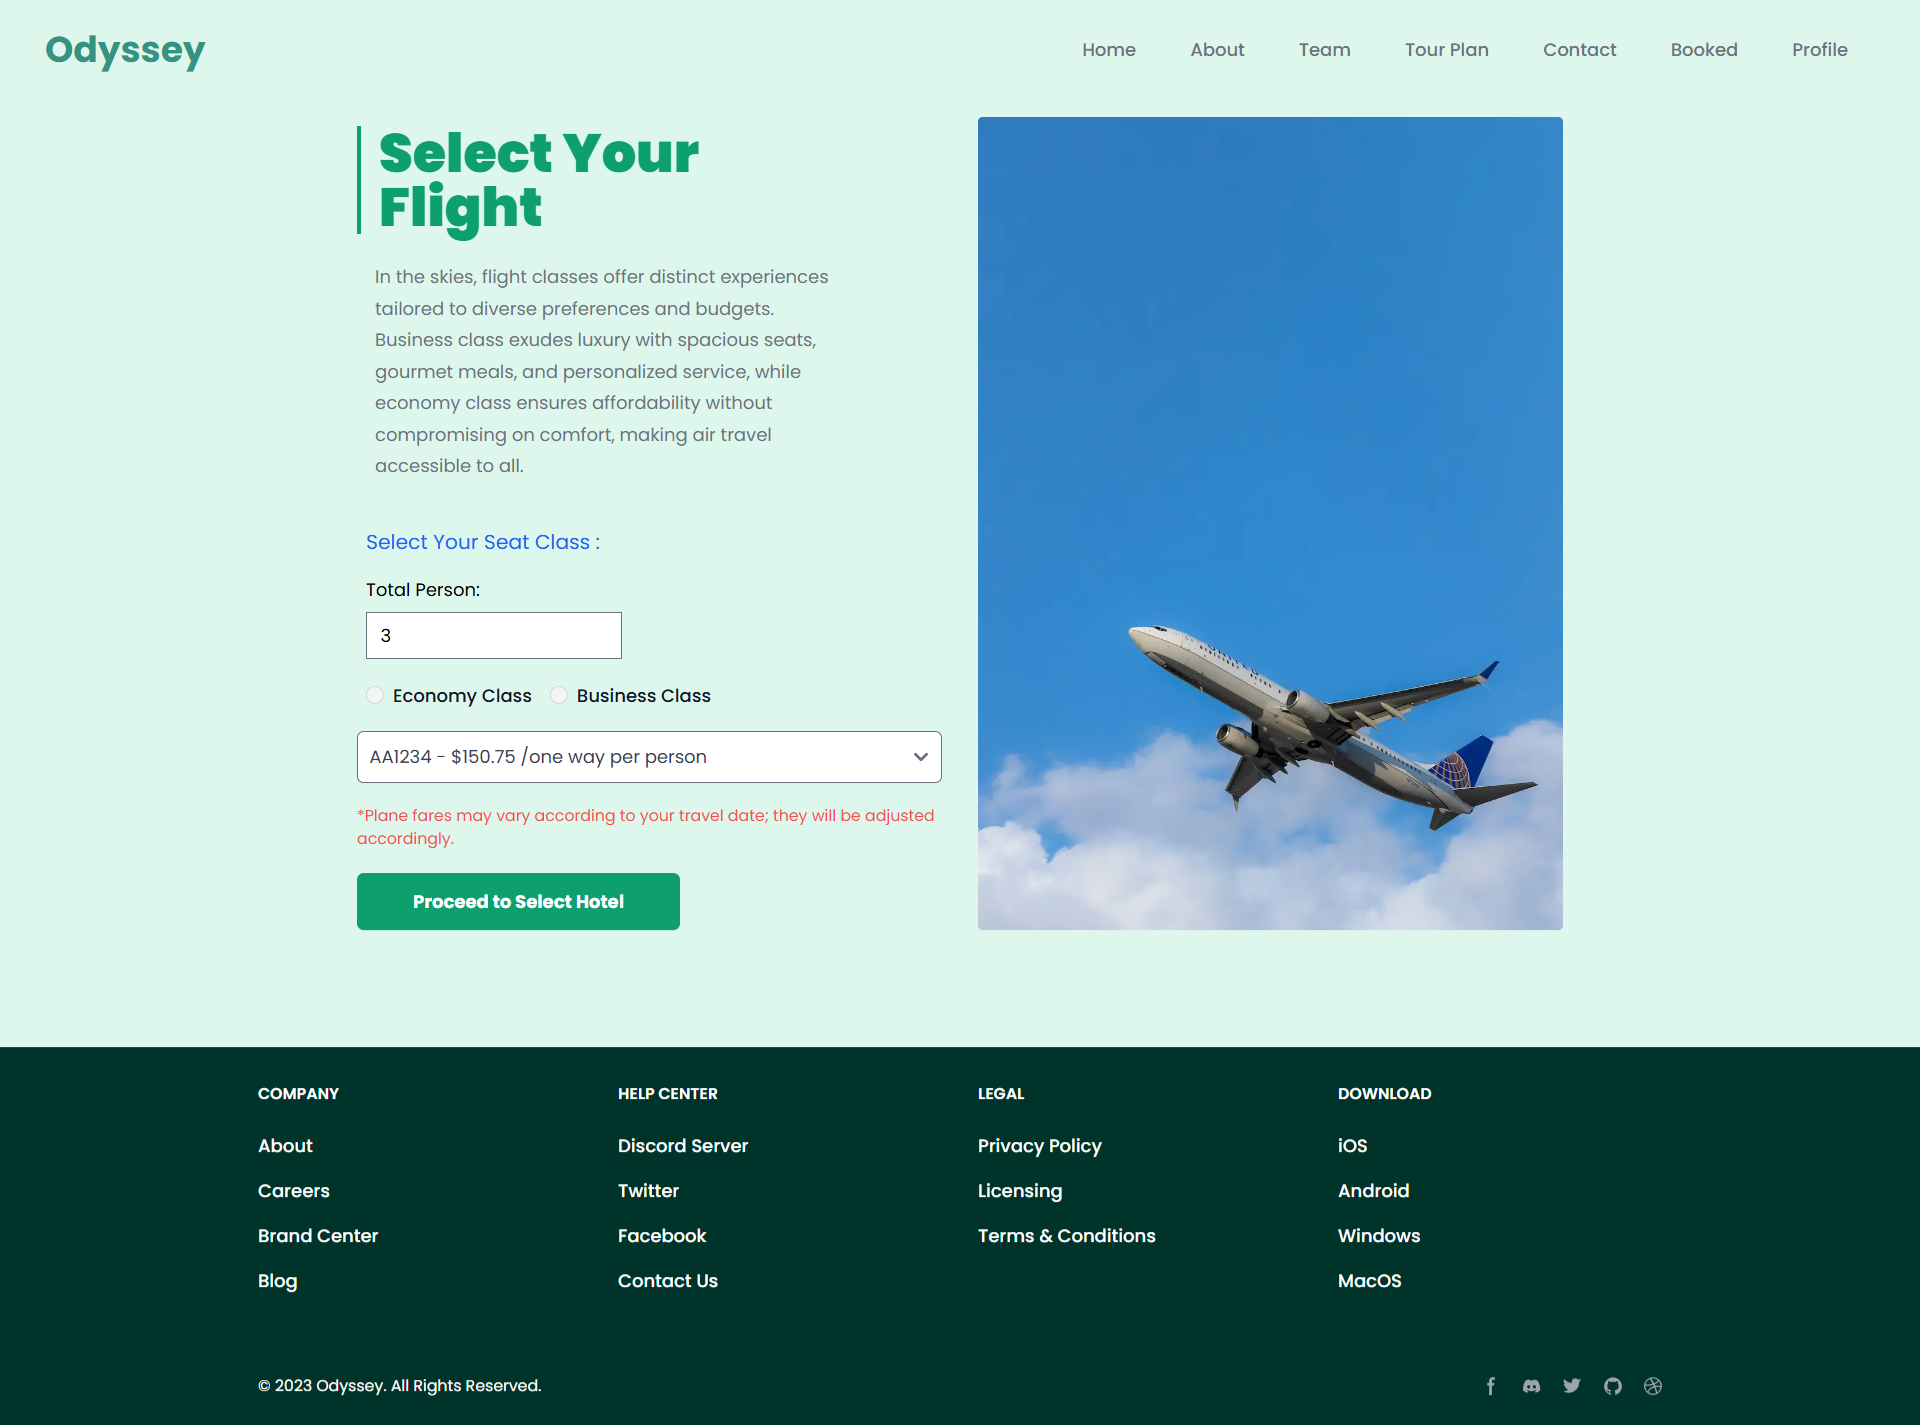 Odyssey
Home
About
Team
Tour Plan
Contact
Booked
Profile
Select Your
Flight
In the skies, flight classes offer distinct experiences
tailored to diverse preferences and budgets.
Business class exudes luxury with spacious seats,
gourmet meals, and personalized service, while
economy class ensures affordability without
compromising on comfort, making air travel
accessible to all.
Select Your Seat Class :
Total Person:
3
Economy Class
Business Class
AA1234 - $150.75 /one way per person
*Plane fares may vary according to your travel date; they will be adjusted
accordingly.
Proceed to Select Hotel
COMPANY
About
Careers
Brand Center
Blog
HELP CENTER
Discord Server
Twitter
Facebook
Contact Us
LEGAL
Privacy Policy
Licensing
Terms & Conditions
DOWNLOAD
iOS
Android
Windows
MacOS
© 2023 Odyssey. All Rights Reserved.